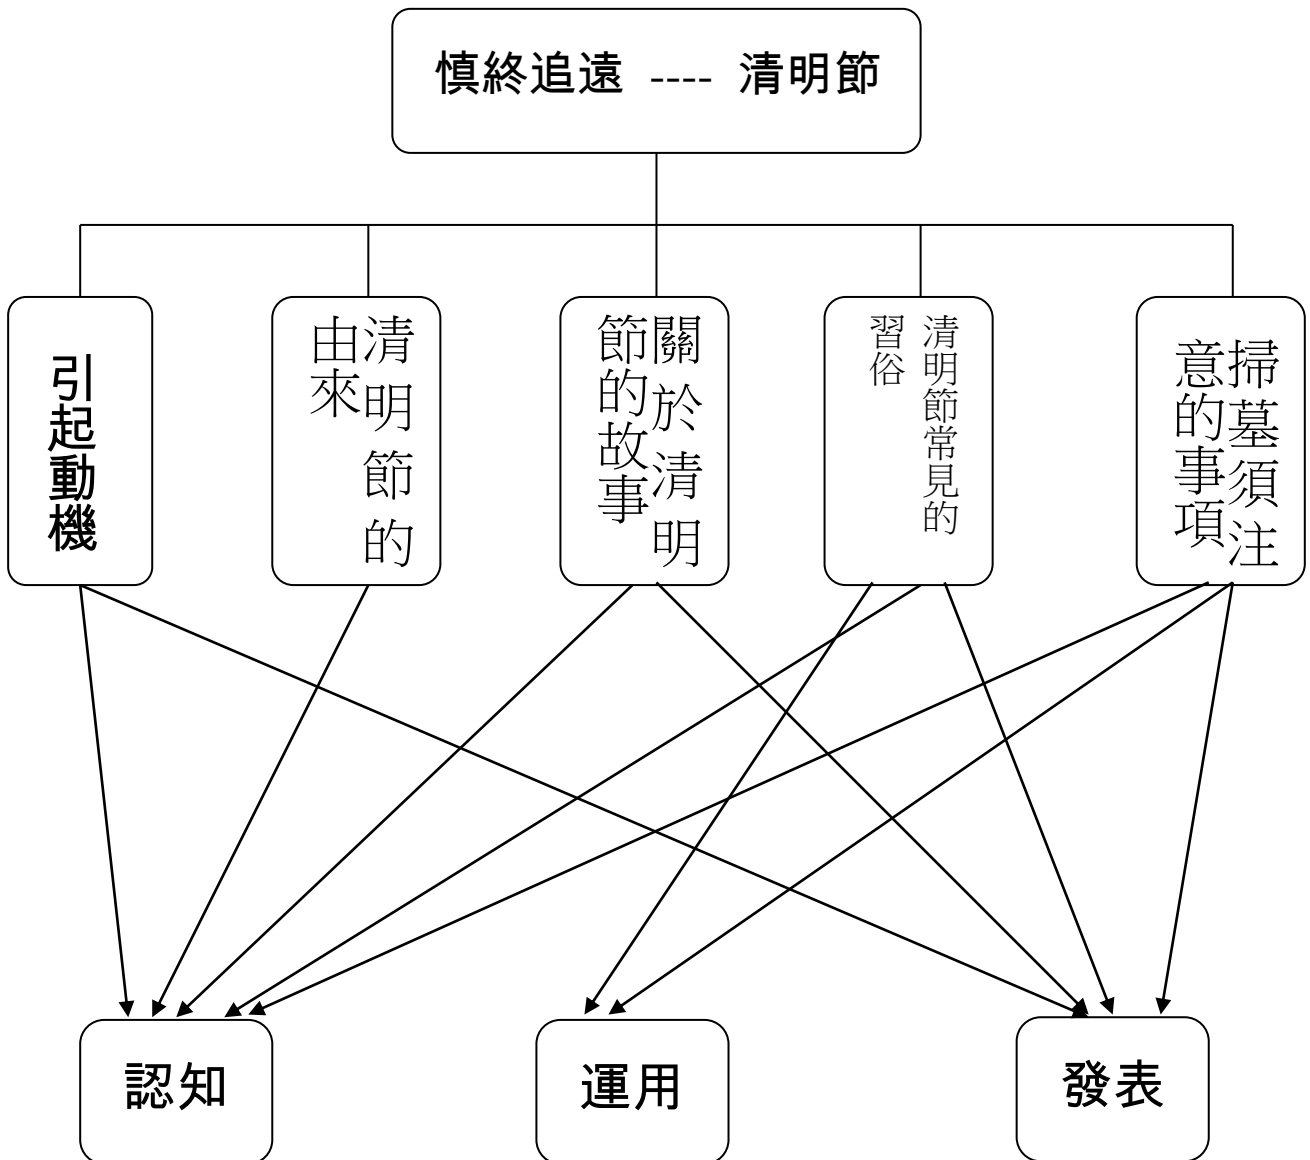 慎終追遠 ---- 清明節
引起動機
清明節的
由來
關於清明
節的故事
清明節常見的
習俗
掃墓須注
意的事項
認知
運用
發表